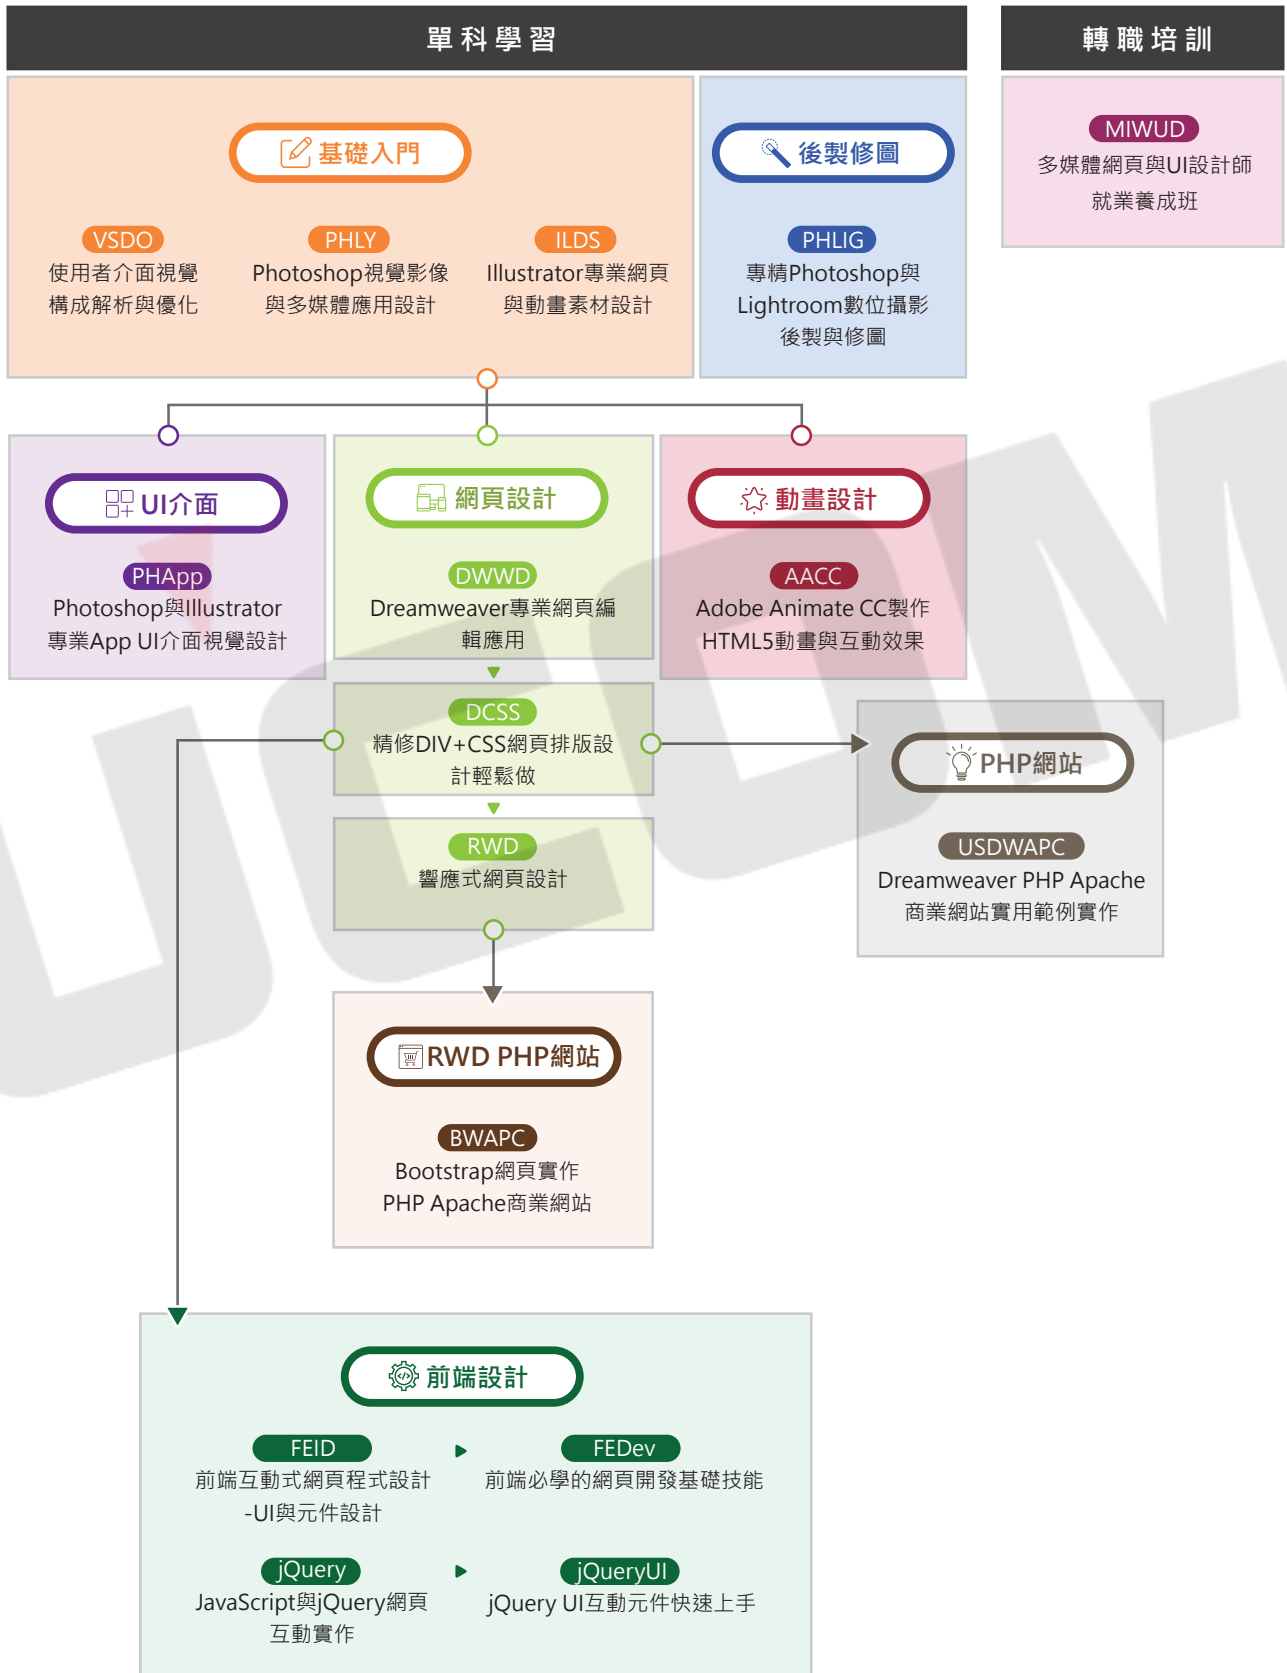 單科學習
轉職培訓
基礎入門
VSDO
使用者介面視覺
構成解析與優化
PHLY
Photoshop視覺影像
與多媒體應用設計
ILDS
Illustrator專業網頁
與動畫素材設計
後製修圖
PHLIG
專精Photoshop與
Lightroom數位攝影
後製與修圖
MIWUD
多媒體網頁與UI設計師
就業養成班
UI介面
PHApp
Photoshop與Illustrator
專業App UI介面視覺設計
網頁設計
DWWD
Dreamweaver專業網頁編
輯應用
動畫設計
AACC
Adobe Animate CC製作
HTML5動畫與互動效果
DCSS
精修DIV+CSS網頁排版設
計輕鬆做
RWD
響應式網頁設計
PHP網站
USDWAPC
Dreamweaver PHP Apache
商業網站實用範例實作
RWD PHP網站
BWAPC
Bootstrap網頁實作
PHP Apache商業網站
前端設計
FEID
前端互動式網頁程式設計
-UI與元件設計
FEDev
前端必學的網頁開發基礎技能
jQuery
JavaScript與jQuery網頁
互動實作
jQueryUI
jQuery UI互動元件快速上手
UCOM